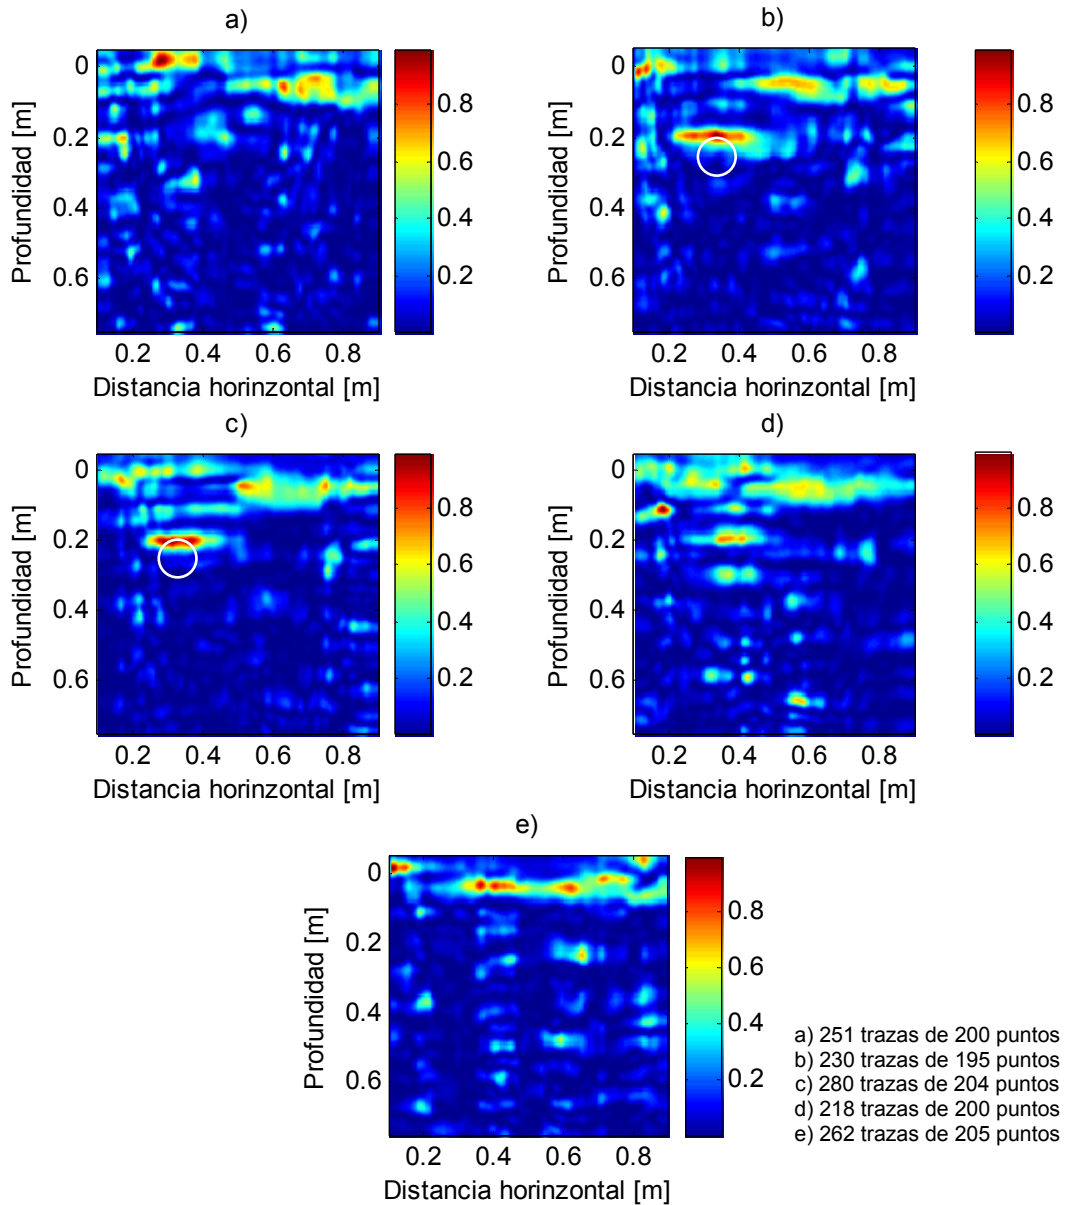 a)
b)
0
0.2
0.4
0.6
Profundidad [m]
0.2 0.4 0.6 0.8
Distancia horinzontal [m]
0.8
0.6
0.4
0.2
0
0.2
0.4
0.6
Profundidad [m]
0.2 0.4 0.6 0.8
Distancia horinzontal [m]
0.8
0.6
0.4
0.2
c)
d)
0
0.2
0.4
0.6
Profundidad [m]
0.2 0.4 0.6 0.8
Distancia horinzontal [m]
0.8
0.6
0.4
0.2
0
0.2
0.4
0.6
Profundidad [m]
0.2 0.4 0.6 0.8
Distancia horinzontal [m]
0.8
0.6
0.4
0.2
e)
0
0.2
0.4
0.6
Profundidad [m]
0.2 0.4 0.6 0.8
Distancia horinzontal [m]
0.8
0.6
0.4
0.2
a) 251 trazas de 200 puntos
b) 230 trazas de 195 puntos
c) 280 trazas de 204 puntos
d) 218 trazas de 200 puntos
e) 262 trazas de 205 puntos